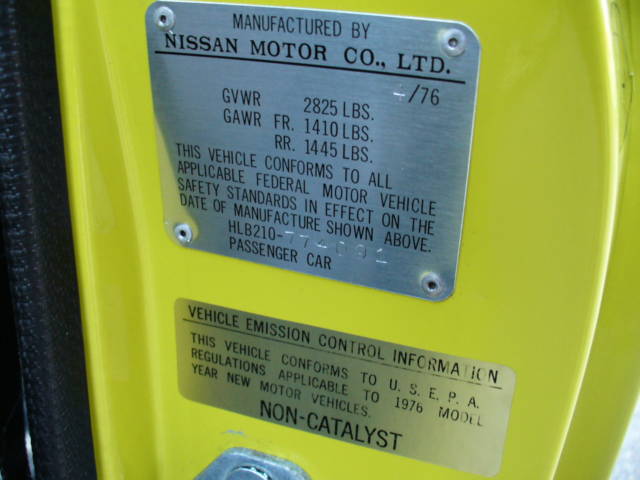 MANUFACTURED BY
NISSAN MOTOR CO., LTD.
4/76
GVWR 2825 LBS.
GAWR FR. 1410 LBS.
RR. 1445 LBS.
THIS VEHICLE CONFORMS TO ALL
APPLICABLE FEDERAL MOTOR VEHICLE
SAFETY STANDARDS IN EFFECT ON THE
DATE OF MANUFACTURE SHOWN ABOVE.
HLB210-774091
PASSENGER CAR
VEHICLE EMISSION CONTROL INFORMATION
THIS VEHICLE CONFORMS TO U. S. E. P. A.
REGULATIONS APPLICABLE TO 1976 MODEL
YEAR NEW MOTOR VEHICLES.
NON-CATALYST